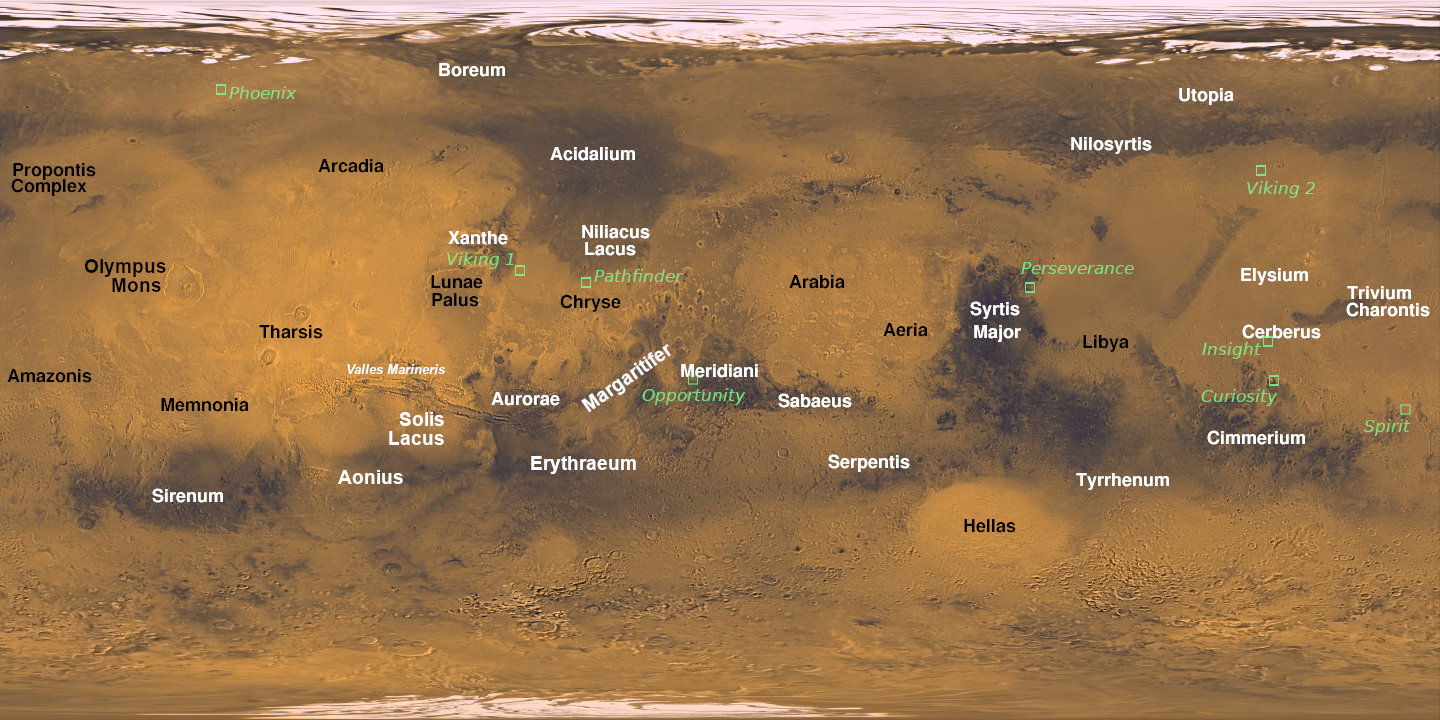 Boreum
Phoenix
Utopia
Nilosyrtis
Acidalium
Arcadia
Propontis
Complex
Viking 2
Xanthe
Niliacus
Lacus
Viking 1
Olympus
Mons
Lunae
Palus
Pathfinder
Chryse
Arabia
Perseverance
Elysium
Trivium
Charontis
Syrtis
Major
Tharsis
Aeria
Libya
Cerberus
Insight
Valles Marineris
Amazonis
Margaritifer
Meridiani
Opportunity
Aurorae
Sabaeus
Curiosity
Memnonia
Solis
Lacus
Spirit
Cimmerium
Erythraeum
Serpentis
Aonius
Tyrrhenum
Sirenum
Hellas